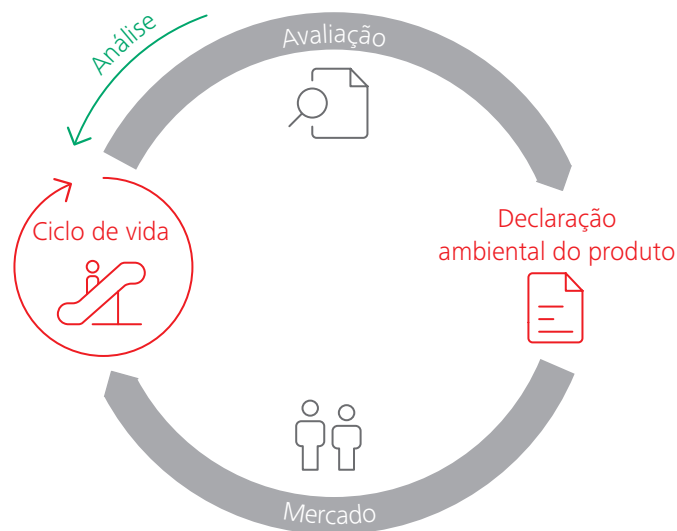 Análise
Avaliação
Ciclo de vida
Declaração
ambiental do produto
Mercado